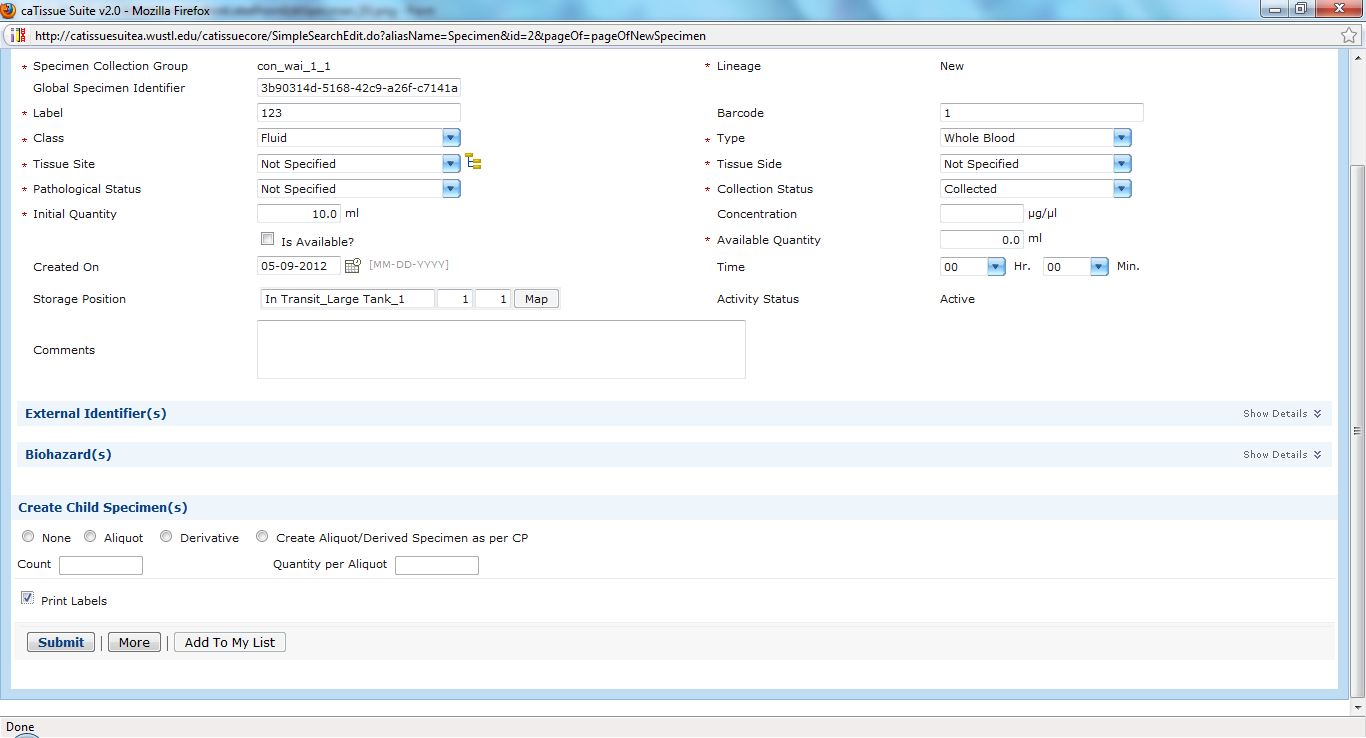 caTissue Suite v2.0 - Mozilla Firefox
http://catissuesuitea.wustl.edu/catissuecore/SimpleSearchEdit.do?aliasName=Specimen&id=2&pageOf=pageOfNewSpecimen
* Specimen Collection Group con_wai_1_1 * Lineage New
Global Specimen Identifier 3b90314d-5168-42c9-a26f-c7141a
* Label 123 Barcode 1
* Class Fluid * Type Whole Blood
* Tissue Site Not Specified * Tissue Side Not Specified
* Pathological Status Not Specified * Collection Status Collected
* Initial Quantity 10.0 ml Concentration µg/µl
Is Available? * Available Quantity 0.0 ml
Created On 05-09-2012 [MM-DD-YYYY] Time 00 Hr. 00 Min.
Storage Position In Transit_Large Tank_1 1 1 Map Activity Status Active
Comments
External Identifier(s) Show Details
Biohazard(s) Show Details
Create Child Specimen(s)
None Aliquot Derivative Create Aliquot/Derived Specimen as per CP
Count Quantity per Aliquot
Print Labels
Submit | More | Add To My List
Done